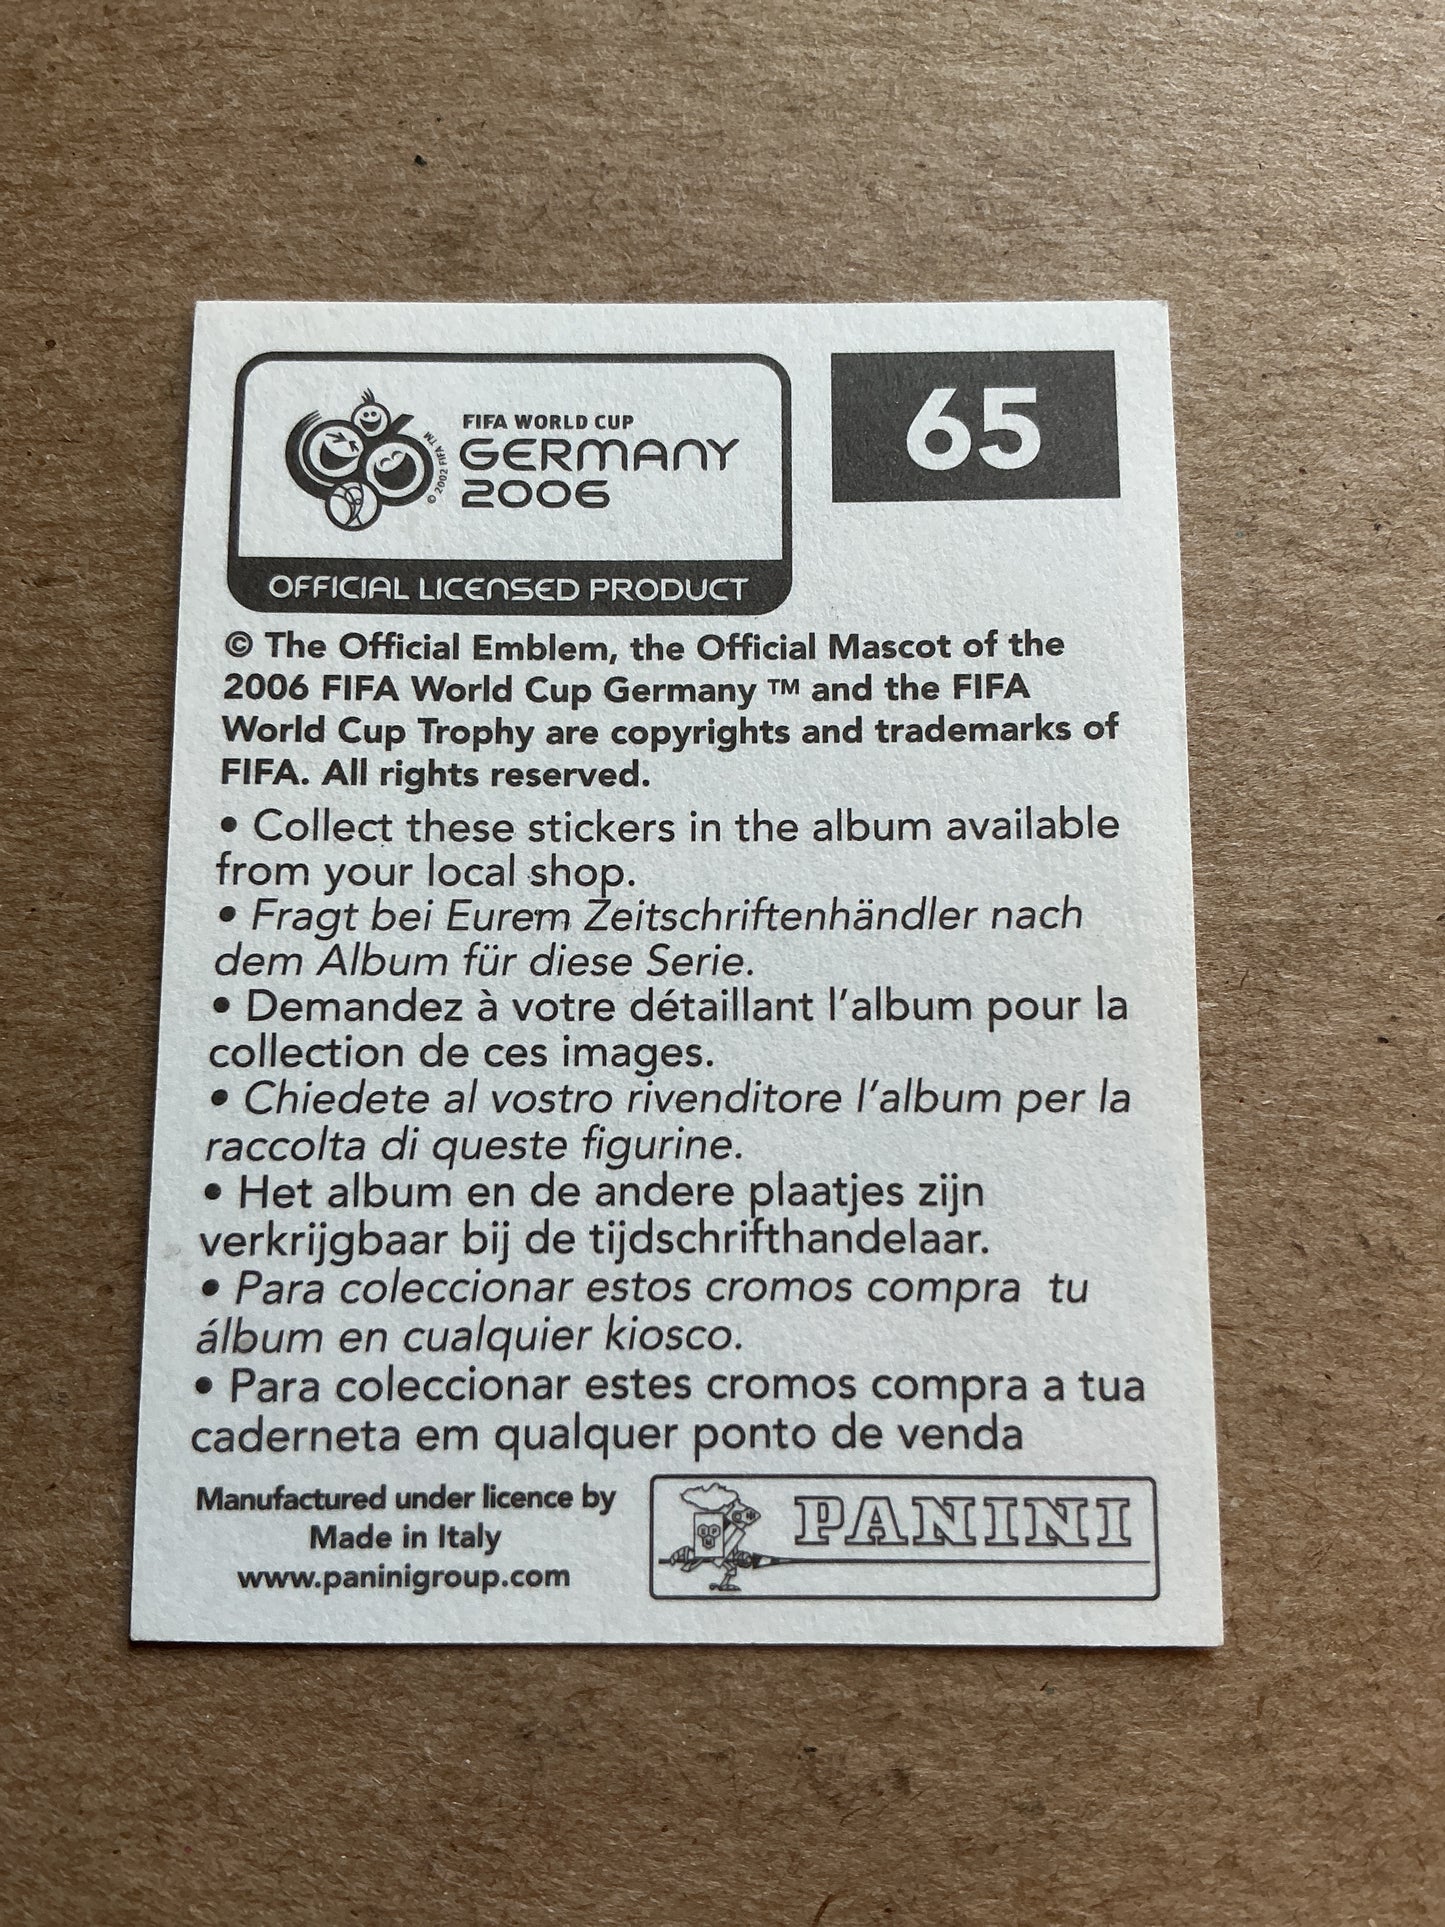 FIFA WORLD CUP
GERMANY
2006
© 2002 FIFA TM
OFFICIAL LICENSED PRODUCT
65
© The Official Emblem, the Official Mascot of the
2006 FIFA World Cup Germany ™ and the FIFA
World Cup Trophy are copyrights and trademarks of
FIFA. All rights reserved.
• Collect these stickers in the album available
from your local shop.
• Fragt bei Eurem Zeitschriftenhändler nach
dem Album für diese Serie.
• Demandez à votre détaillant l'album pour la
collection de ces images.
• Chiedete al vostro rivenditore l'album per la
raccolta di queste figurine.
• Het album en de andere plaatjes zijn
verkrijgbaar bij de tijdschrifthandelaar.
• Para coleccionar estos cromos compra tu
álbum en cualquier kiosco.
• Para coleccionar estes cromos compra a tua
caderneta em qualquer ponto de venda
Manufactured under licence by
Made in Italy
www.paninigroup.com
PANINI